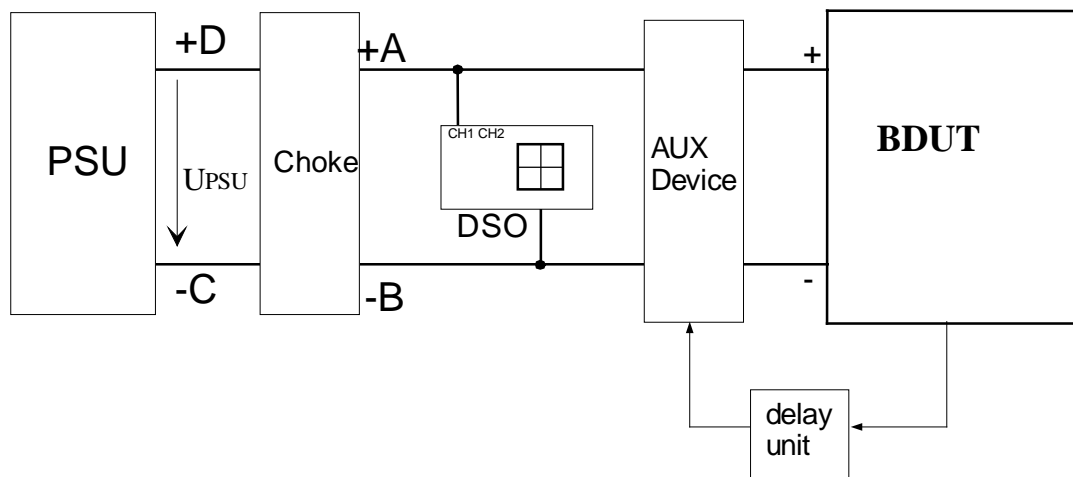 +D
+A
+
PSU
UPSU
Choke
CH1 CH2
DSO
AUX
Device
BDUT
-C
-B
-
delay
unit